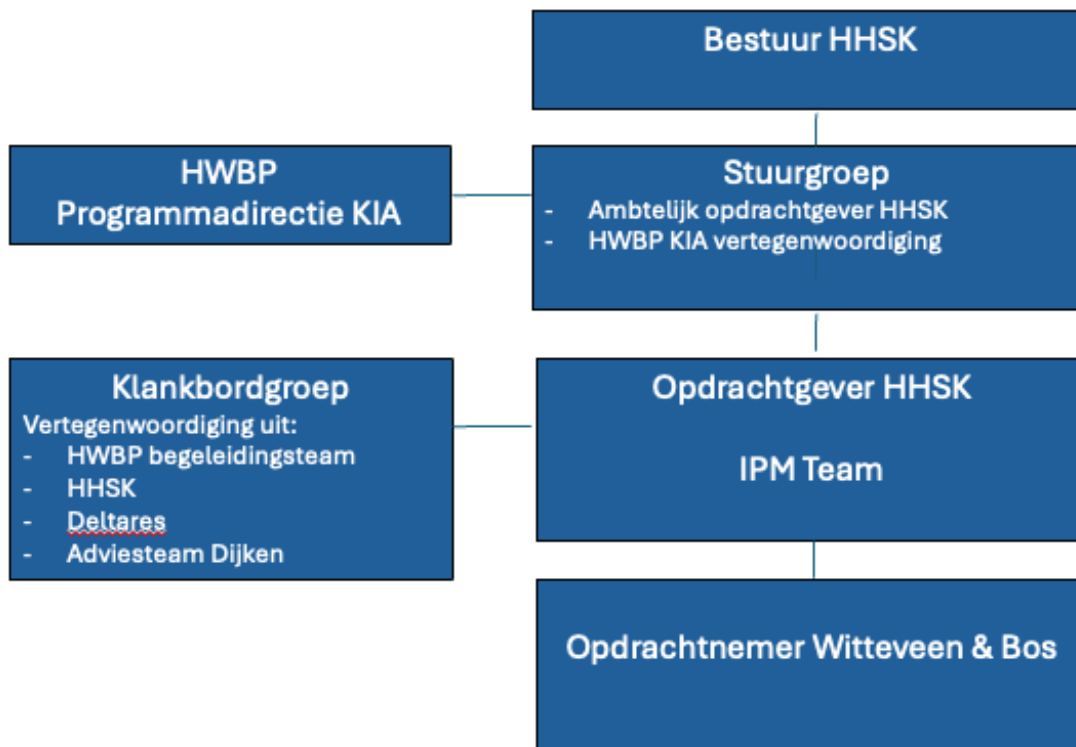 Bestuur HHSK
HWBP
Programmadirectie KIA
Stuurgroep
- Ambtelijk opdrachtgever HHSK
- HWBP KIA vertegenwoordiging
Klankbordgroep
Vertegenwoordiging uit:
- HWBP begeleidingsteam
- HHSK
- Deltares
- Adviesteam Dijken
Opdrachtgever HHSK
IPM Team
Opdrachtnemer Witteveen & Bos